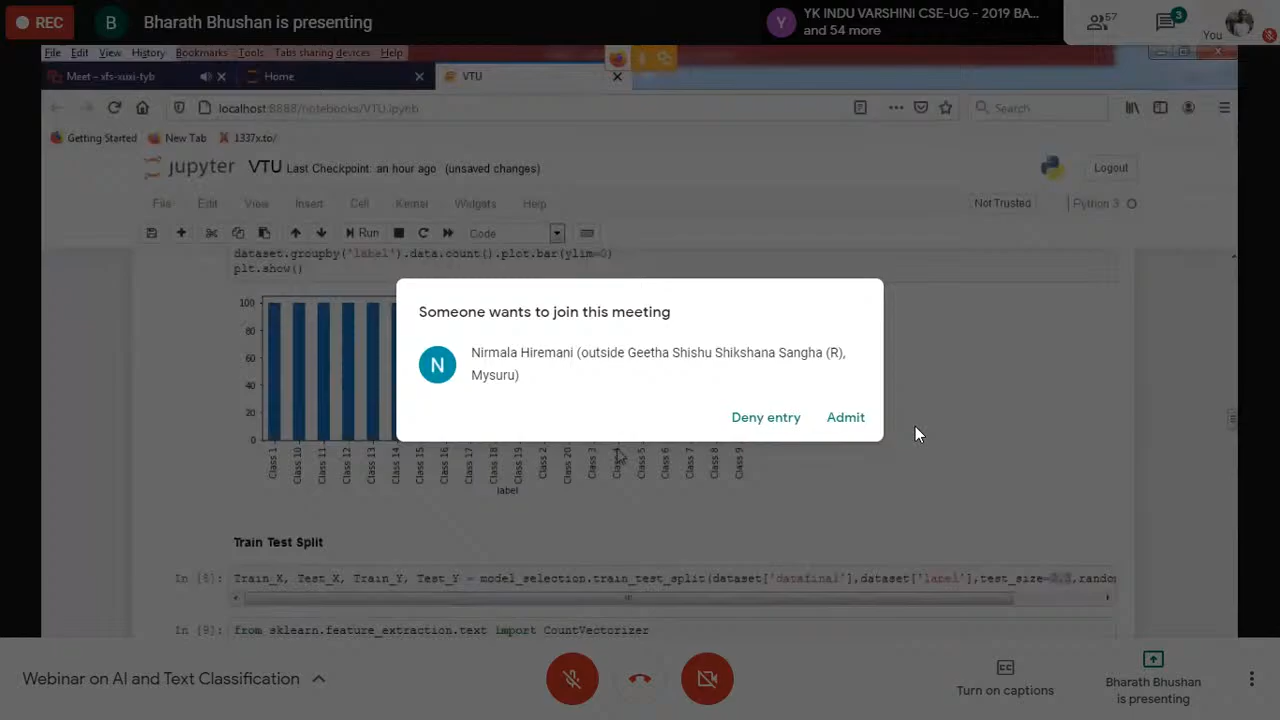 REC
B
Bharath Bhushan is presenting
Y
YK INDU VARSHINI CSE-UG - 2019 BA...
and 54 more
57
3
You
File Edit View History Bookmarks Tools Tabs sharing devices Help
Meet – xfs-xuxi-tyb
Home
VTU
localhost:8888/notebooks/VTU.ipynb
Search
Getting Started
New Tab
1337x.to/
jupyter VTU Last Checkpoint: an hour ago (unsaved changes)
Logout
File Edit View Insert Cell Kernel Widgets Help
Not Trusted
Python 3
Run
Code
dataset.groupby('label').data.count().plot.bar(ylim=0)
plt.show()
Someone wants to join this meeting
N
Nirmala Hiremani (outside Geetha Shishu Shikshana Sangha (R),
Mysuru)
Deny entry
Admit
100
80
60
40
20
0
Class 1 Class 10 Class 11 Class 12 Class 13 Class 14 Class 15 Class 16 Class 17 Class 18 Class 19 Class 2 Class 20 Class 3 Class 4 Class 5 Class 6 Class 7 Class 8 Class 9
label
Train Test Split
In [8]: Train_X, Test_X, Train_Y, Test_Y = model_selection.train_test_split(dataset['datafinal'],dataset['label'],test_size=0.3,random
In [9]: from sklearn.feature_extraction.text import CountVectorizer
Webinar on AI and Text Classification
Turn on captions
Bharath Bhushan
is presenting